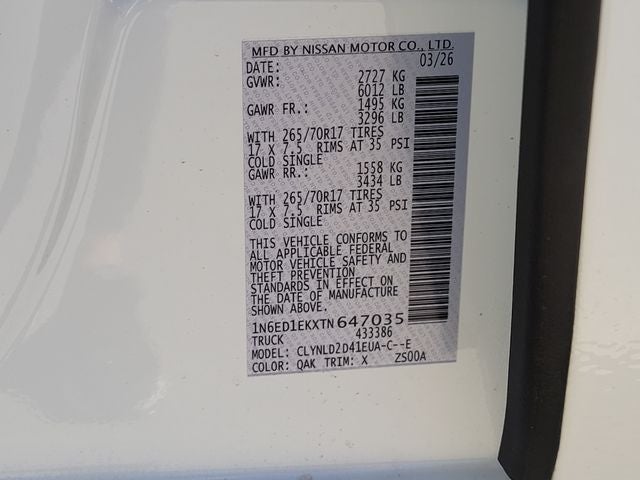 MFD BY NISSAN MOTOR CO., LTD.
DATE: 03/26
GVWR: 2727 KG
6012 LB
GAWR FR.: 1495 KG
3296 LB
WITH 265/70R17 TIRES
17 X 7.5 RIMS AT 35 PSI
COLD SINGLE
GAWR RR.: 1558 KG
3434 LB
WITH 265/70R17 TIRES
17 X 7.5 RIMS AT 35 PSI
COLD SINGLE
THIS VEHICLE CONFORMS TO
ALL APPLICABLE FEDERAL
MOTOR VEHICLE SAFETY AND
THEFT PREVENTION
STANDARDS IN EFFECT ON
THE DATE OF MANUFACTURE
SHOWN ABOVE.
1N6ED1EKXTN647035
TRUCK 433386
MODEL: CLYNLD2D41EUA-C--E
COLOR: QAK TRIM: X ZS00A